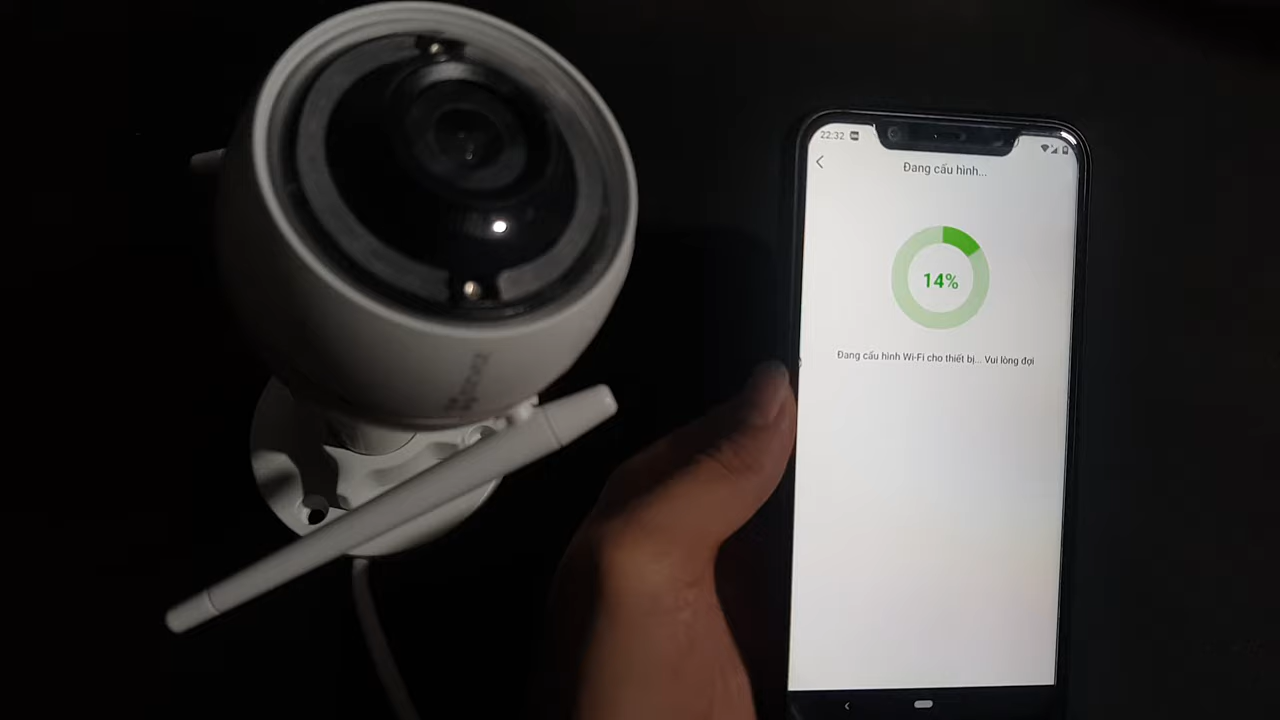 22:32
Đang cấu hình...
14%
Đang cấu hình Wi-Fi cho thiết bị... Vui lòng đợi